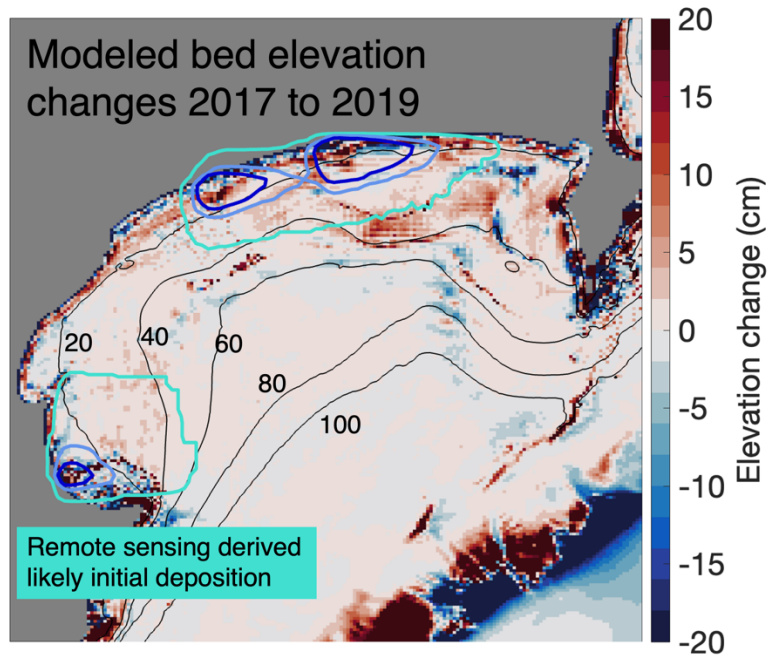 Modeled bed elevation
changes 2017 to 2019
20
40
60
80
100
Remote sensing derived
likely initial deposition
20
15
10
5
0
-5
-10
-15
-20
Elevation change (cm)